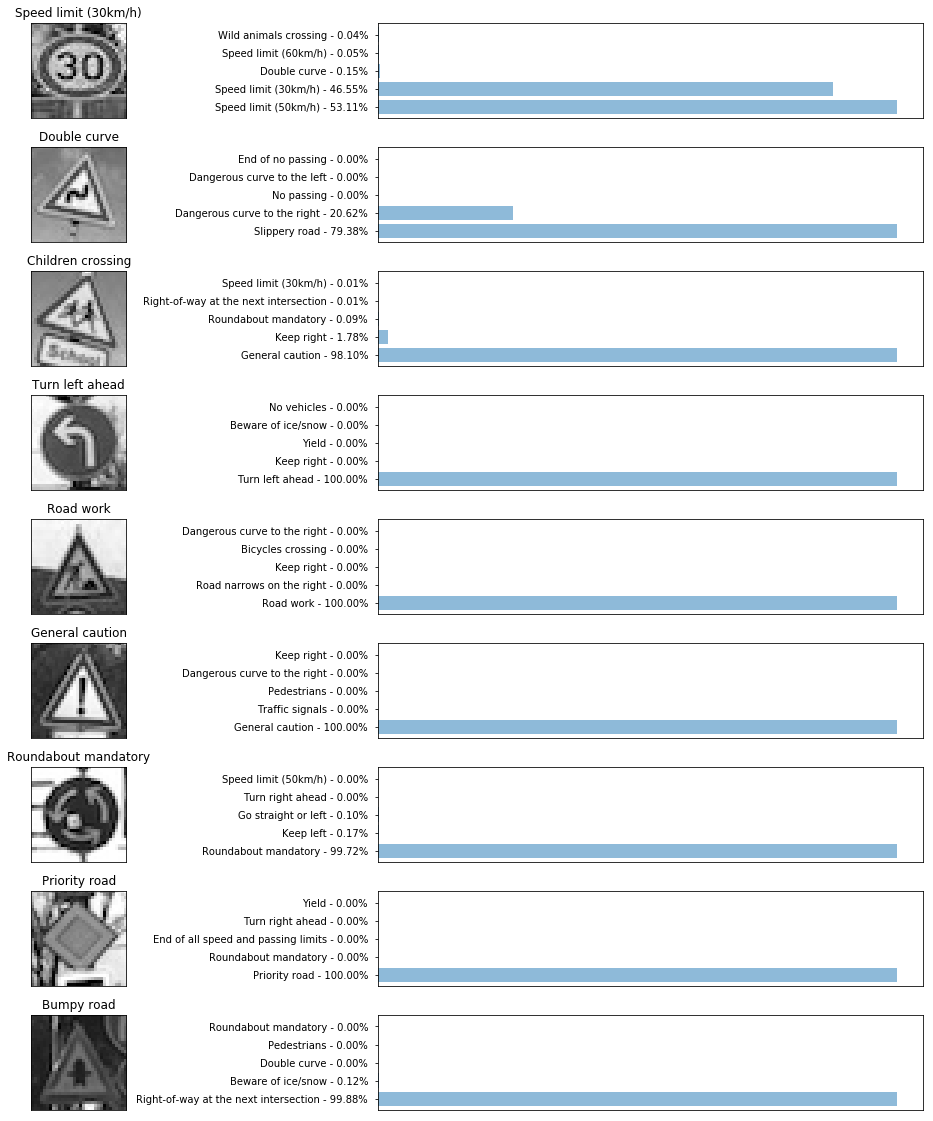 Speed limit (30km/h)
30
Wild animals crossing - 0.04%
Speed limit (60km/h) - 0.05%
Double curve - 0.15%
Speed limit (30km/h) - 46.55%
Speed limit (50km/h) - 53.11%
Double curve
End of no passing - 0.00%
Dangerous curve to the left - 0.00%
No passing - 0.00%
Dangerous curve to the right - 20.62%
Slippery road - 79.38%
Children crossing
School
Speed limit (30km/h) - 0.01%
Right-of-way at the next intersection - 0.01%
Roundabout mandatory - 0.09%
Keep right - 1.78%
General caution - 98.10%
Turn left ahead
No vehicles - 0.00%
Beware of ice/snow - 0.00%
Yield - 0.00%
Keep right - 0.00%
Turn left ahead - 100.00%
Road work
Dangerous curve to the right - 0.00%
Bicycles crossing - 0.00%
Keep right - 0.00%
Road narrows on the right - 0.00%
Road work - 100.00%
General caution
Keep right - 0.00%
Dangerous curve to the right - 0.00%
Pedestrians - 0.00%
Traffic signals - 0.00%
General caution - 100.00%
Roundabout mandatory
Speed limit (50km/h) - 0.00%
Turn right ahead - 0.00%
Go straight or left - 0.10%
Keep left - 0.17%
Roundabout mandatory - 99.72%
Priority road
Yield - 0.00%
Turn right ahead - 0.00%
End of all speed and passing limits - 0.00%
Roundabout mandatory - 0.00%
Priority road - 100.00%
Bumpy road
Roundabout mandatory - 0.00%
Pedestrians - 0.00%
Double curve - 0.00%
Beware of ice/snow - 0.12%
Right-of-way at the next intersection - 99.88%